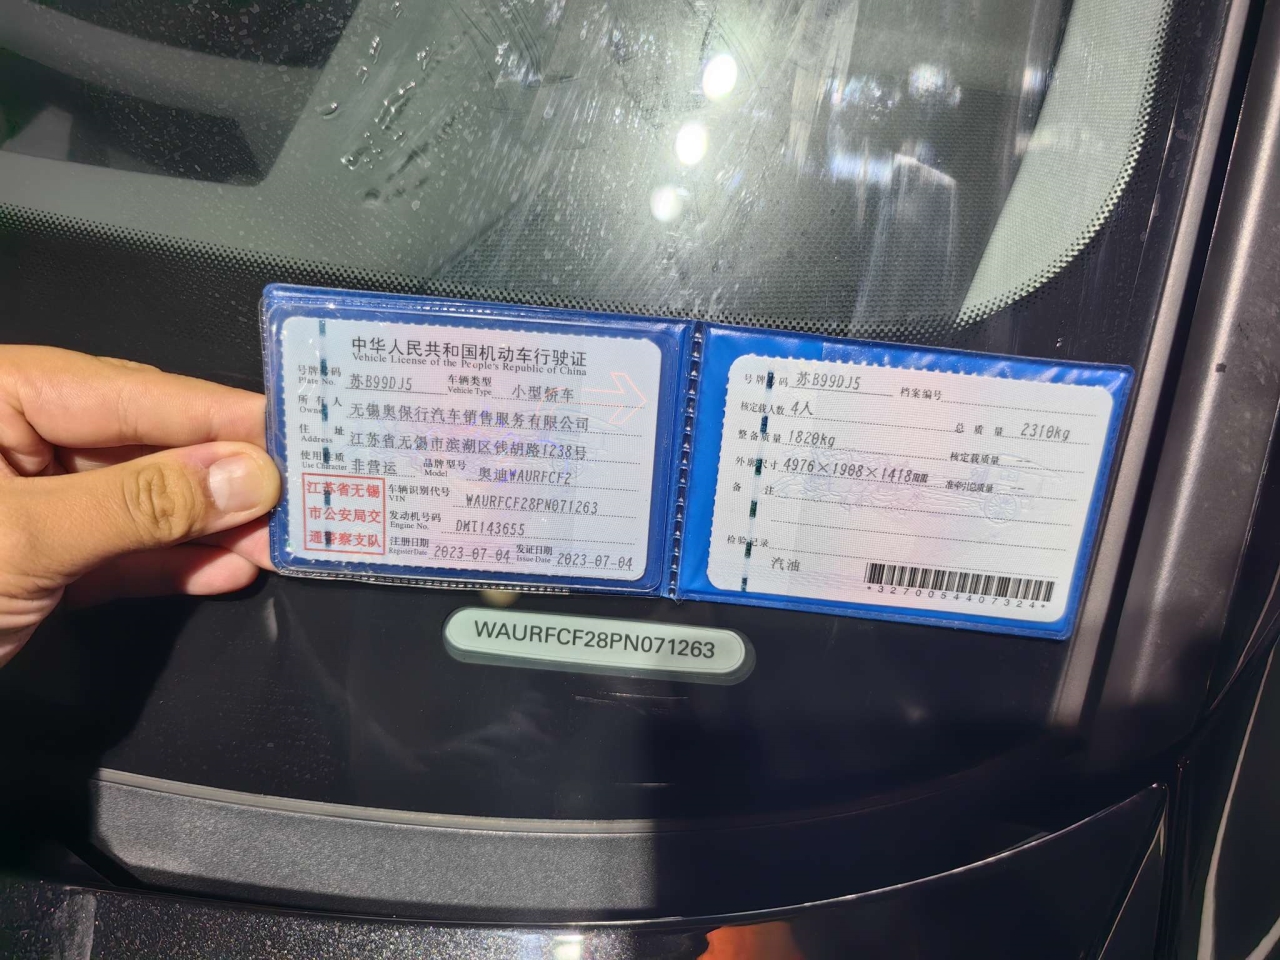 中华人民共和国机动车行驶证
Vehicle License of the People's Republic of China
号牌号码 苏B99DJ5 车辆类型 小型轿车
Plate No. Vehicle Type
所有人 无锡奥保行汽车销售服务有限公司
Owner
住址 江苏省无锡市滨湖区钱胡路1238号
Address
使用性质 非营运 品牌型号 奥迪WAURFCF2
Use Character Model
江苏省无锡
市公安局交
通警察支队
车辆识别代号 WAURFCF28PN071263
VIN
发动机号码 DMT143655
Engine No.
注册日期 2023-07-04 发证日期 2023-07-04
Register Date Issue Date
号牌号码 苏B99DJ5 档案编号
核定载人数 4人 总质量 2310kg
整备质量 1820kg 核定载质量 --
外廓尺寸 4976×1908×1418mm 准牵引总质量
备注
检验记录
汽油
*3270054407324*
WAURFCF28PN071263